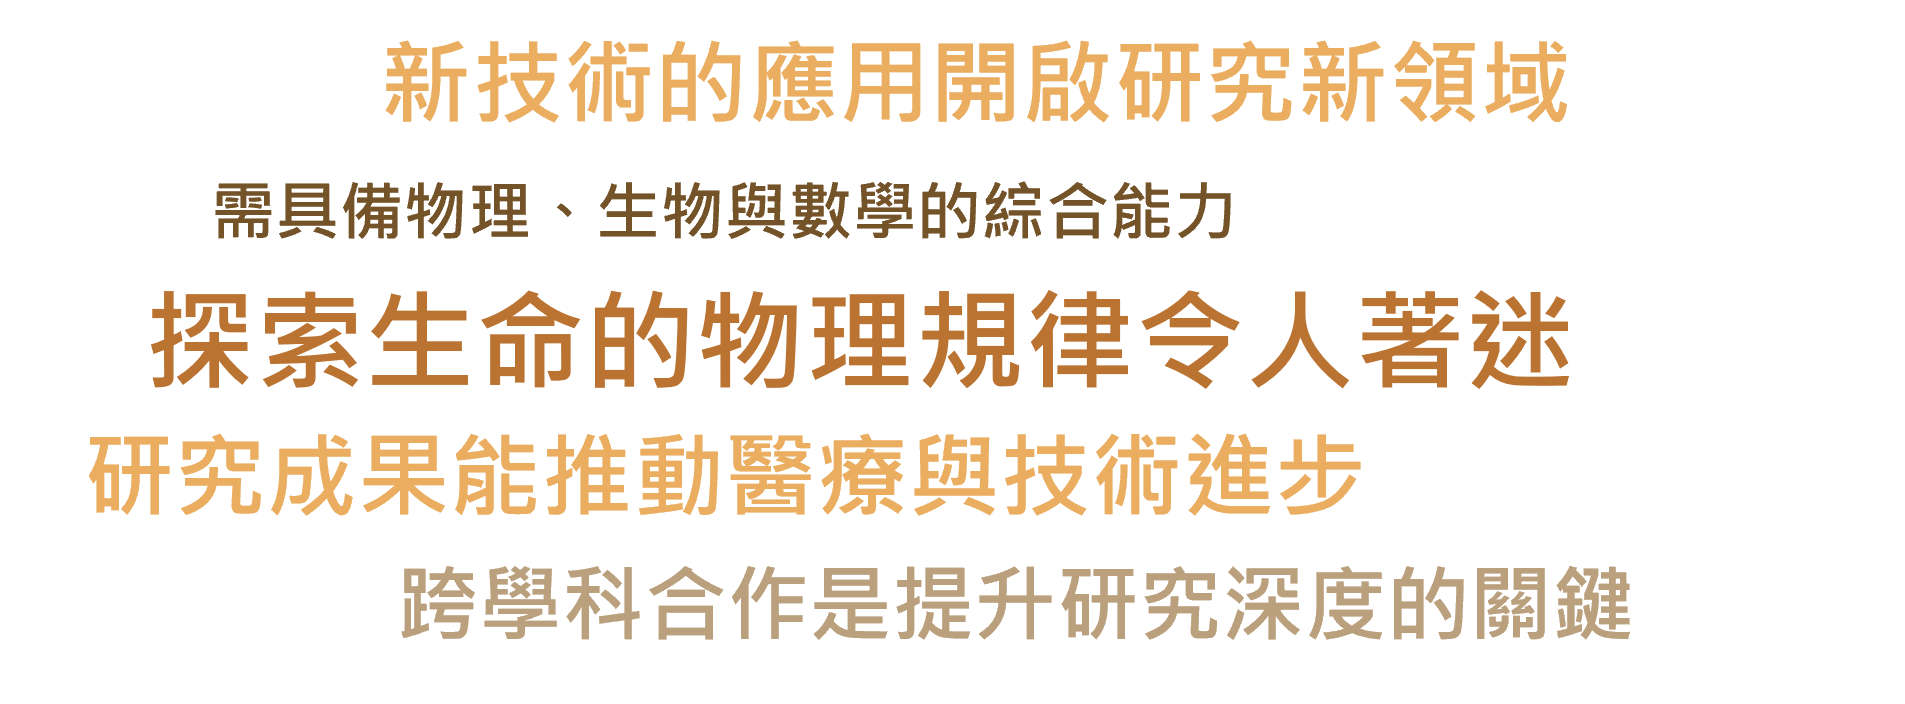 新技術的應用開啟研究新領域
需具備物理、生物與數學的綜合能力
探索生命的物理規律令人著迷
研究成果能推動醫療與技術進步
跨學科合作是提升研究深度的關鍵